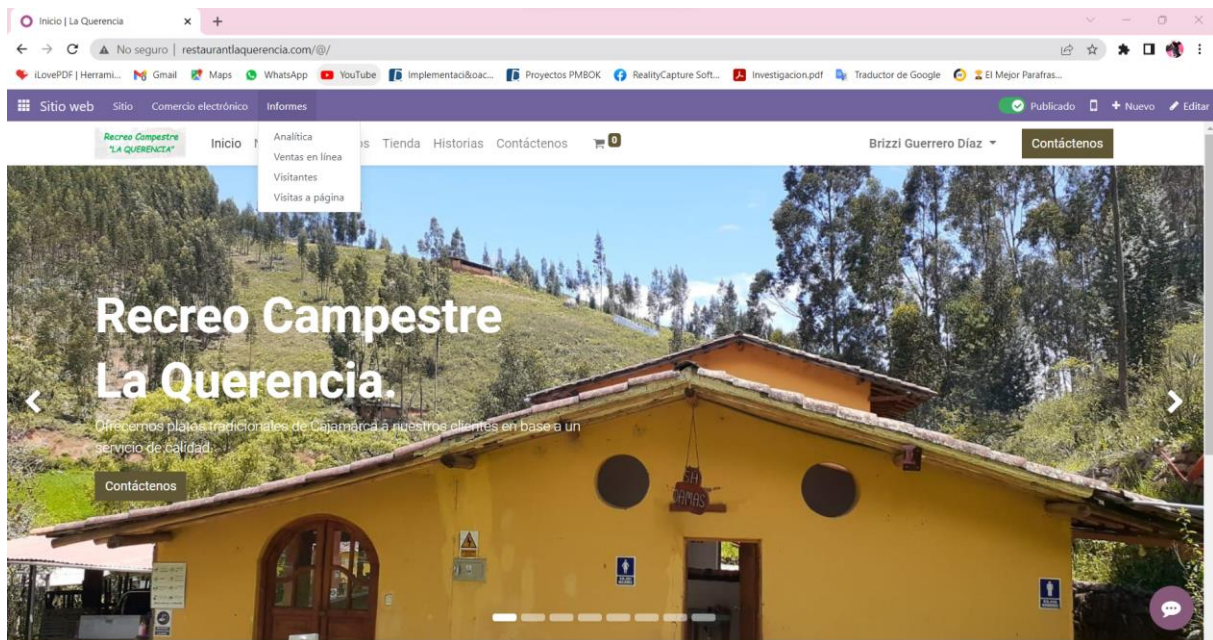 Inicio | La Querencia
No seguro | restaurantlaquerencia.com/@/
iLovePDF | Herrami... Gmail Maps WhatsApp YouTube Implementaci&oac... Proyectos PMBOK RealityCapture Soft... Investigacion.pdf Traductor de Google El Mejor Parafras...
Sitio web Sitio Comercio electrónico Informes Publicado + Nuevo Editar
Recreo Campestre
"LA QUERENCIA"
Inicio Tienda Historias Contáctenos 0 Brizzi Guerrero Díaz Contáctenos
Analítica
Ventas en línea
Visitantes
Visitas a página
Recreo Campestre
La Querencia.
Ofrecemos platos tradicionales de Cajamarca a nuestros clientes en base a un
servicio de calidad.
Contáctenos
DAMAS